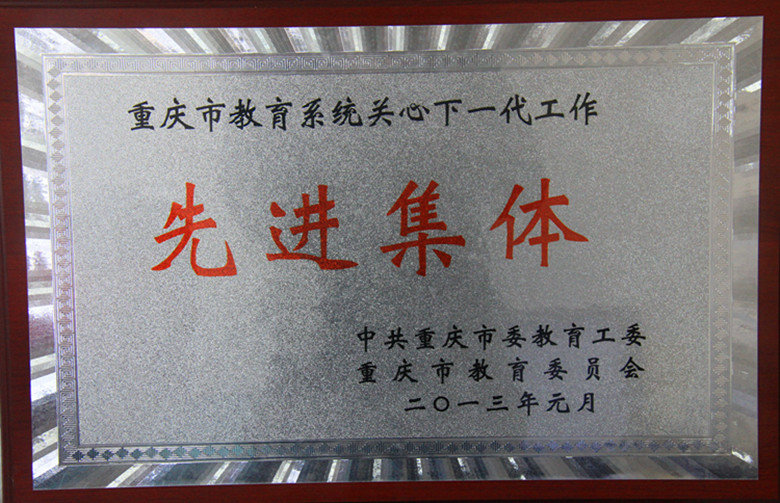 重庆市教育系统关心下一代工作
先进集体
中共重庆市委教育工委
重庆市教育委员会
二〇一三年元月